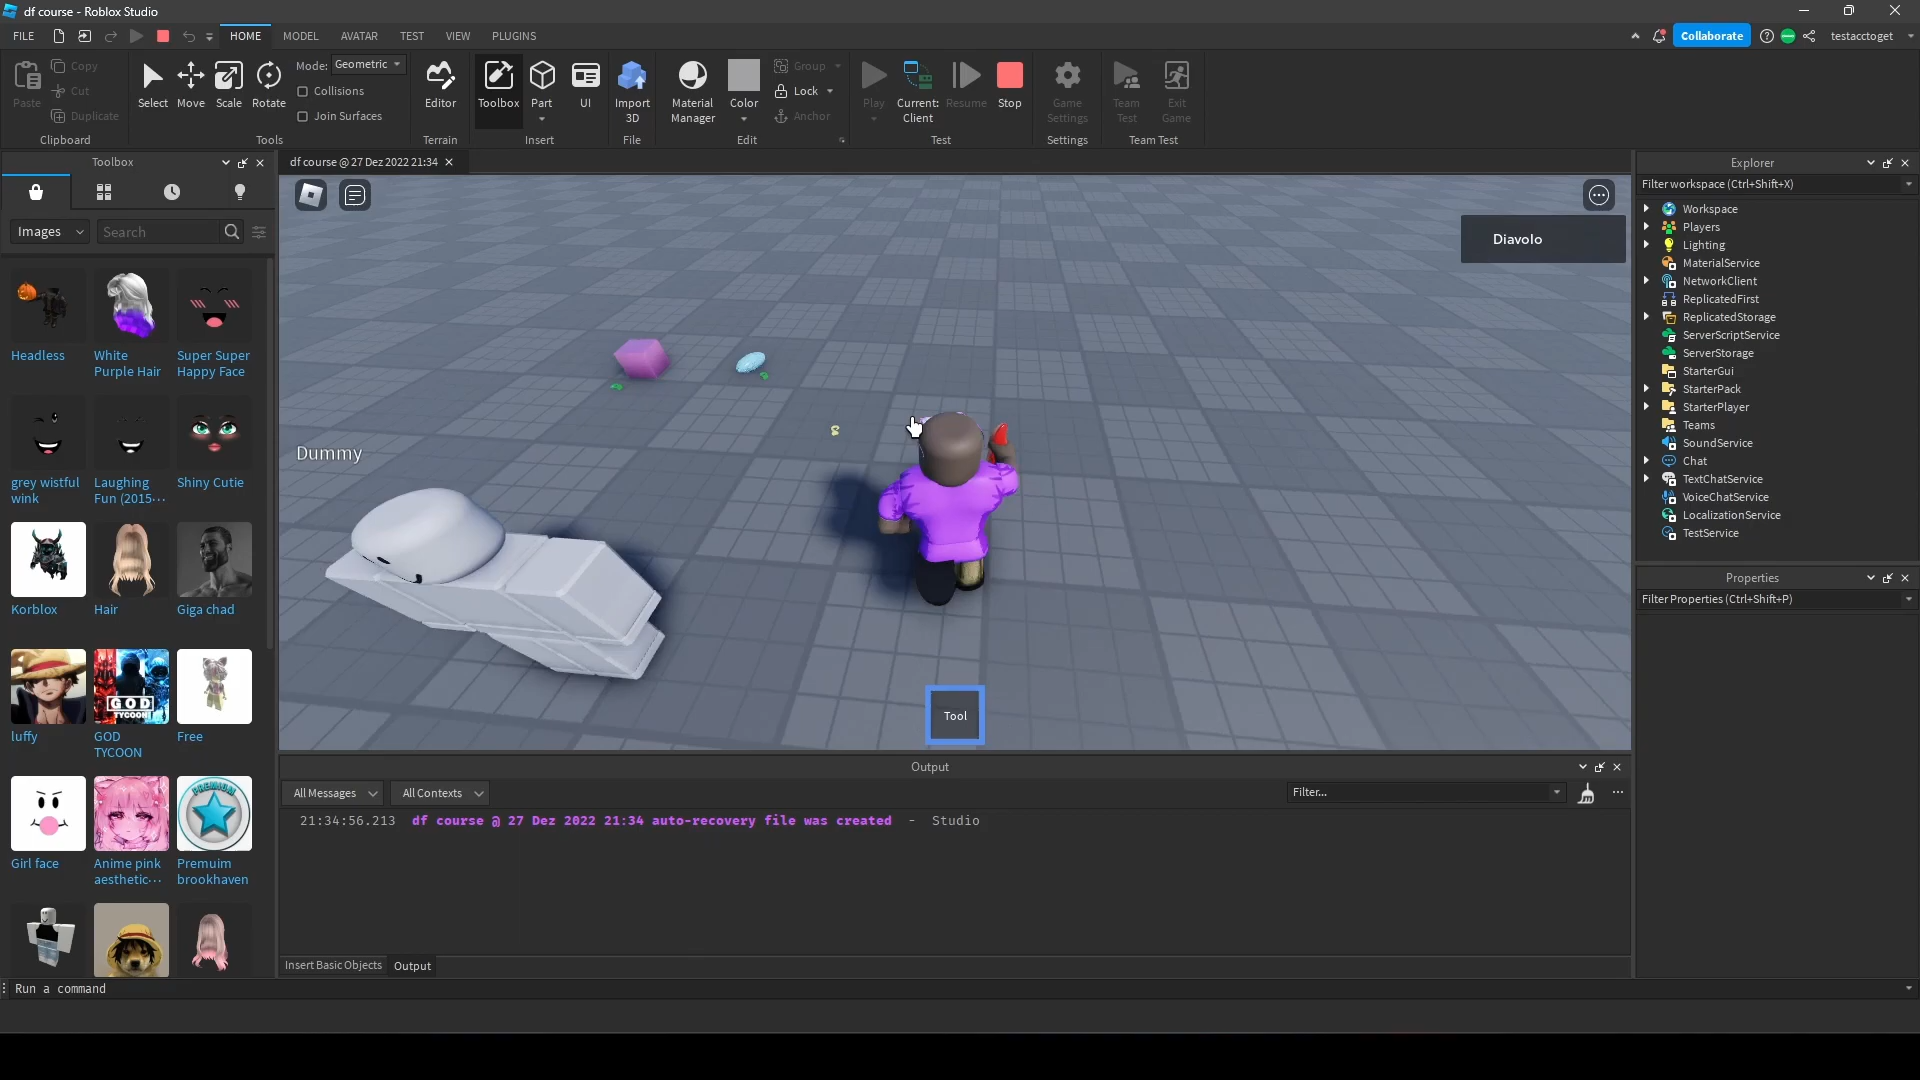 df course - Roblox Studio
FILE
HOME
MODEL
AVATAR
TEST
VIEW
PLUGINS
Collaborate
testacctoget
Paste
Copy
Cut
Duplicate
Clipboard
Select
Move
Scale
Rotate
Mode: Geometric
Collisions
Join Surfaces
Tools
Editor
Terrain
Toolbox
Part
UI
Insert
Import
3D
File
Material
Manager
Color
Group
Lock
Anchor
Edit
Play
Current:
Client
Resume
Stop
Test
Game
Settings
Settings
Team
Test
Exit
Game
Team Test
Toolbox
Images
Search
Headless
White
Purple Hair
Super Super
Happy Face
grey wistful
wink
Laughing
Fun (2015-···
Shiny Cutie
Korblox
Hair
Giga chad
luffy
GOD
TYCOON!
GOD
TYCOON
Free
PREMIUM
Girl face
Anime pink
aesthetic···
Premuim
brookhaven
df course @ 27 Dez 2022 21:34
Diavolo
Dummy
Tool
Output
All Messages
All Contexts
Filter...
21:34:56.213 df course @ 27 Dez 2022 21:34 auto-recovery file was created - Studio
Insert Basic Objects
Output
Run a command
Explorer
Filter workspace (Ctrl+Shift+X)
Workspace
Players
Lighting
MaterialService
NetworkClient
ReplicatedFirst
ReplicatedStorage
ServerScriptService
ServerStorage
StarterGui
StarterPack
StarterPlayer
Teams
SoundService
Chat
TextChatService
VoiceChatService
LocalizationService
TestService
Properties
Filter Properties (Ctrl+Shift+P)